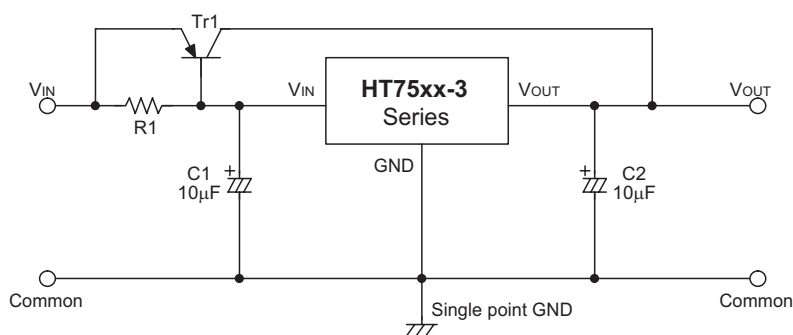 Tr1
VIN
R1
VIN
HT75xx-3
Series
VOUT
VOUT
GND
C1
+
10μF
C2
+
10μF
Common
Single point GND
Common